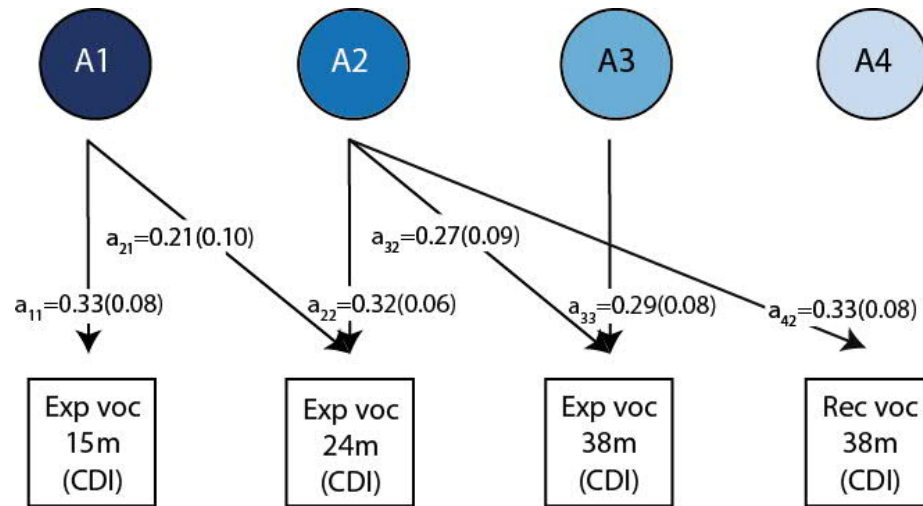 A1
A2
A3
A4
a21=0.21(0.10)
a32=0.27(0.09)
a11=0.33(0.08)
a22=0.32(0.06)
a33=0.29(0.08)
a42=0.33(0.08)
Exp voc
15m
(CDI)
Exp voc
24m
(CDI)
Exp voc
38m
(CDI)
Rec voc
38m
(CDI)